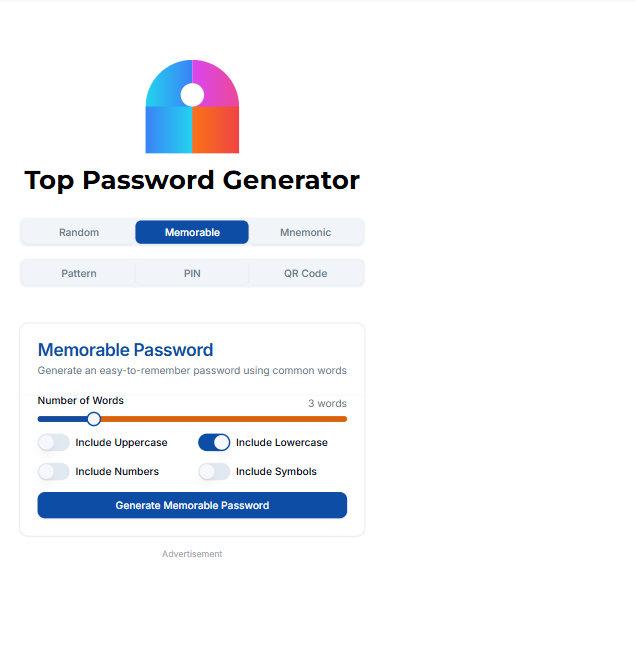 Top Password Generator
Random Memorable Mnemonic
Pattern PIN QR Code
Memorable Password
Generate an easy-to-remember password using common words
Number of Words 3 words
Include Uppercase Include Lowercase
Include Numbers Include Symbols
Generate Memorable Password
Advertisement